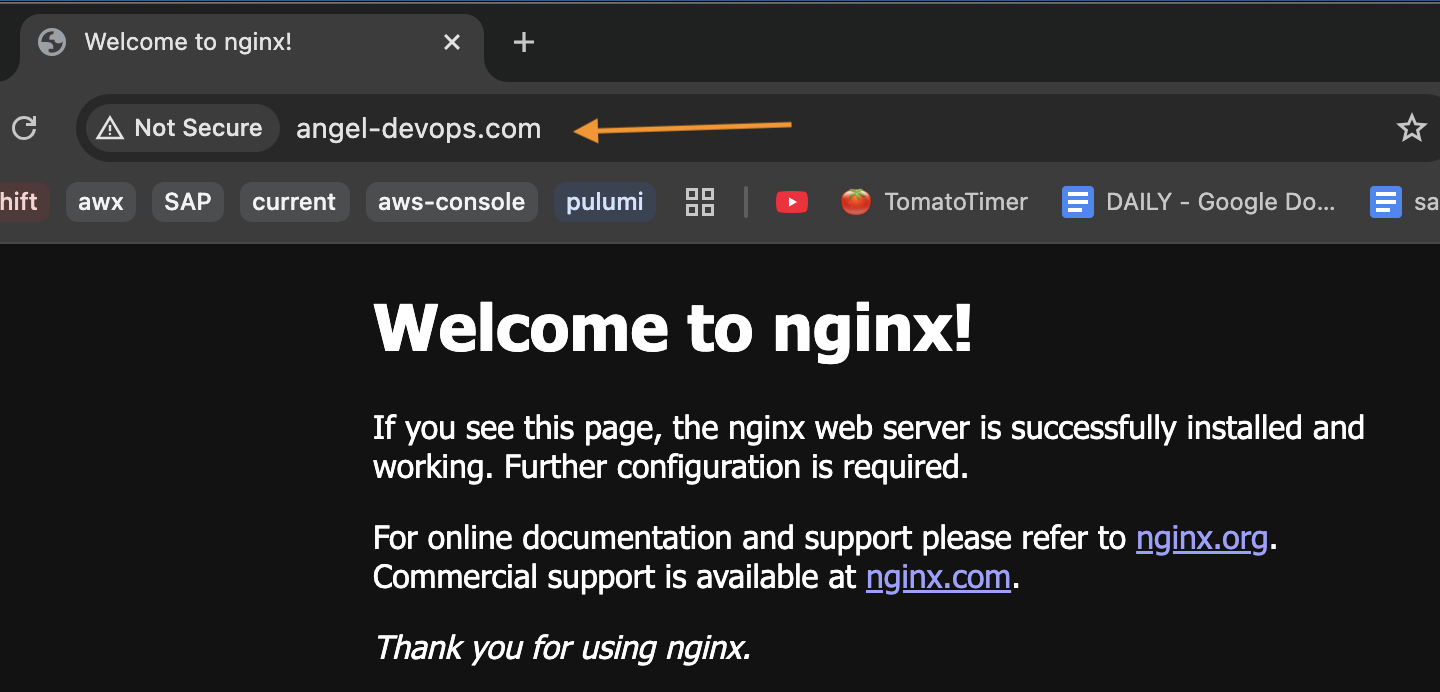 Welcome to nginx!
Not Secure angel-devops.com
hift awx SAP current aws-console pulumi TomatoTimer DAILY - Google Do... sa
Welcome to nginx!
If you see this page, the nginx web server is successfully installed and
working. Further configuration is required.
For online documentation and support please refer to nginx.org.
Commercial support is available at nginx.com.
Thank you for using nginx.